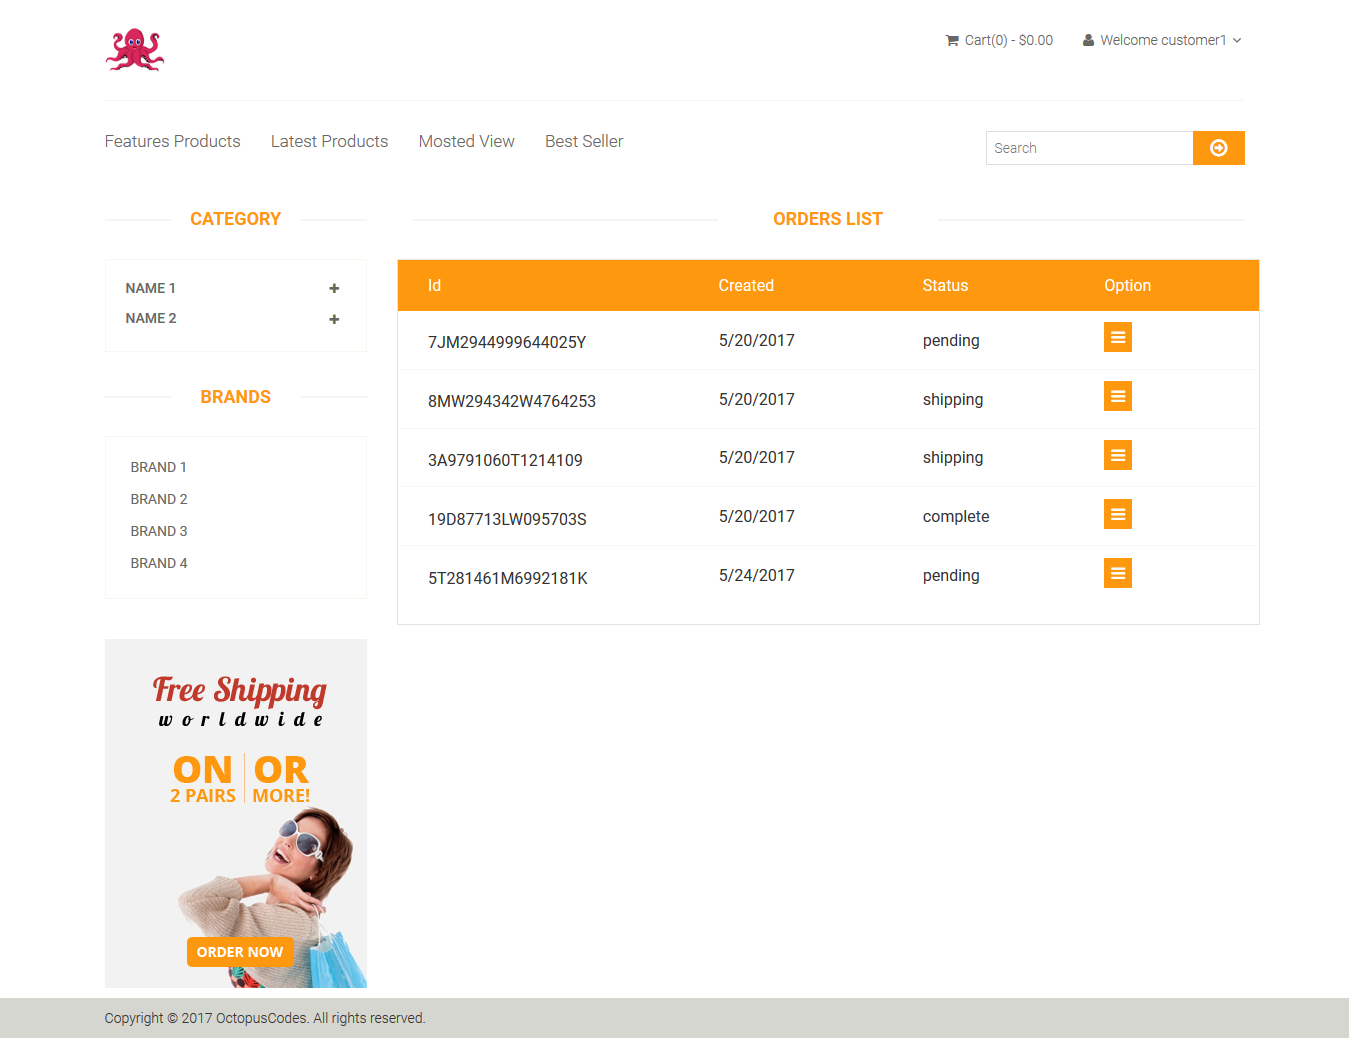 Cart(0) - $0.00 Welcome customer1
Features Products Latest Products Mosted View Best Seller
Search
CATEGORY
NAME 1
NAME 2
BRANDS
BRAND 1
BRAND 2
BRAND 3
BRAND 4
Free Shipping
worldwide
ON OR
2 PAIRS MORE!
ORDER NOW
ORDERS LIST
Id Created Status Option
7JM2944999644025Y 5/20/2017 pending
8MW294342W4764253 5/20/2017 shipping
3A9791060T1214109 5/20/2017 shipping
19D87713LW095703S 5/20/2017 complete
5T281461M6992181K 5/24/2017 pending
Copyright © 2017 OctopusCodes. All rights reserved.